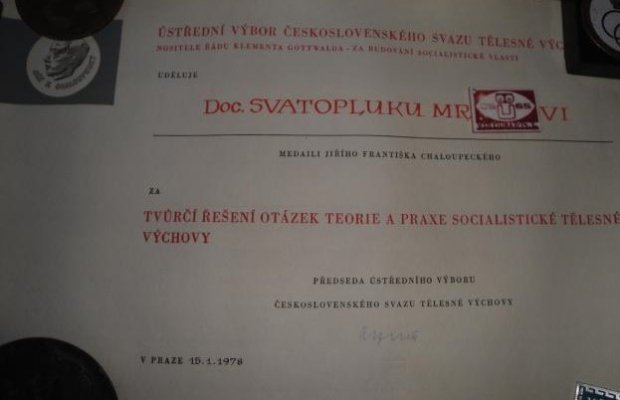 ÚSTŘEDNÍ VÝBOR ČESKOSLOVENSKÉHO SVAZU TĚLESNÉ VÝC
NOSITELE ŘÁDU KLEMENTA GOTTWALDA - ZA BUDOVÁNÍ SOCIALISTICKÉ VLASTI
UDĚLUJE
Doc. SVATOPLUKU MR VI
MEDAILI JIŘÍHO FRANTIŠKA CHALOUPECKÉHO
ZA
TVŮRČÍ ŘEŠENÍ OTÁZEK TEORIE A PRAXE SOCIALISTICKÉ TĚLESNÉ
VÝCHOVY
PŘEDSEDA ÚSTŘEDNÍHO VÝBORU
ČESKOSLOVENSKÉHO SVAZU TĚLESNÉ VÝCHOVY
V PRAZE 15.1.1978